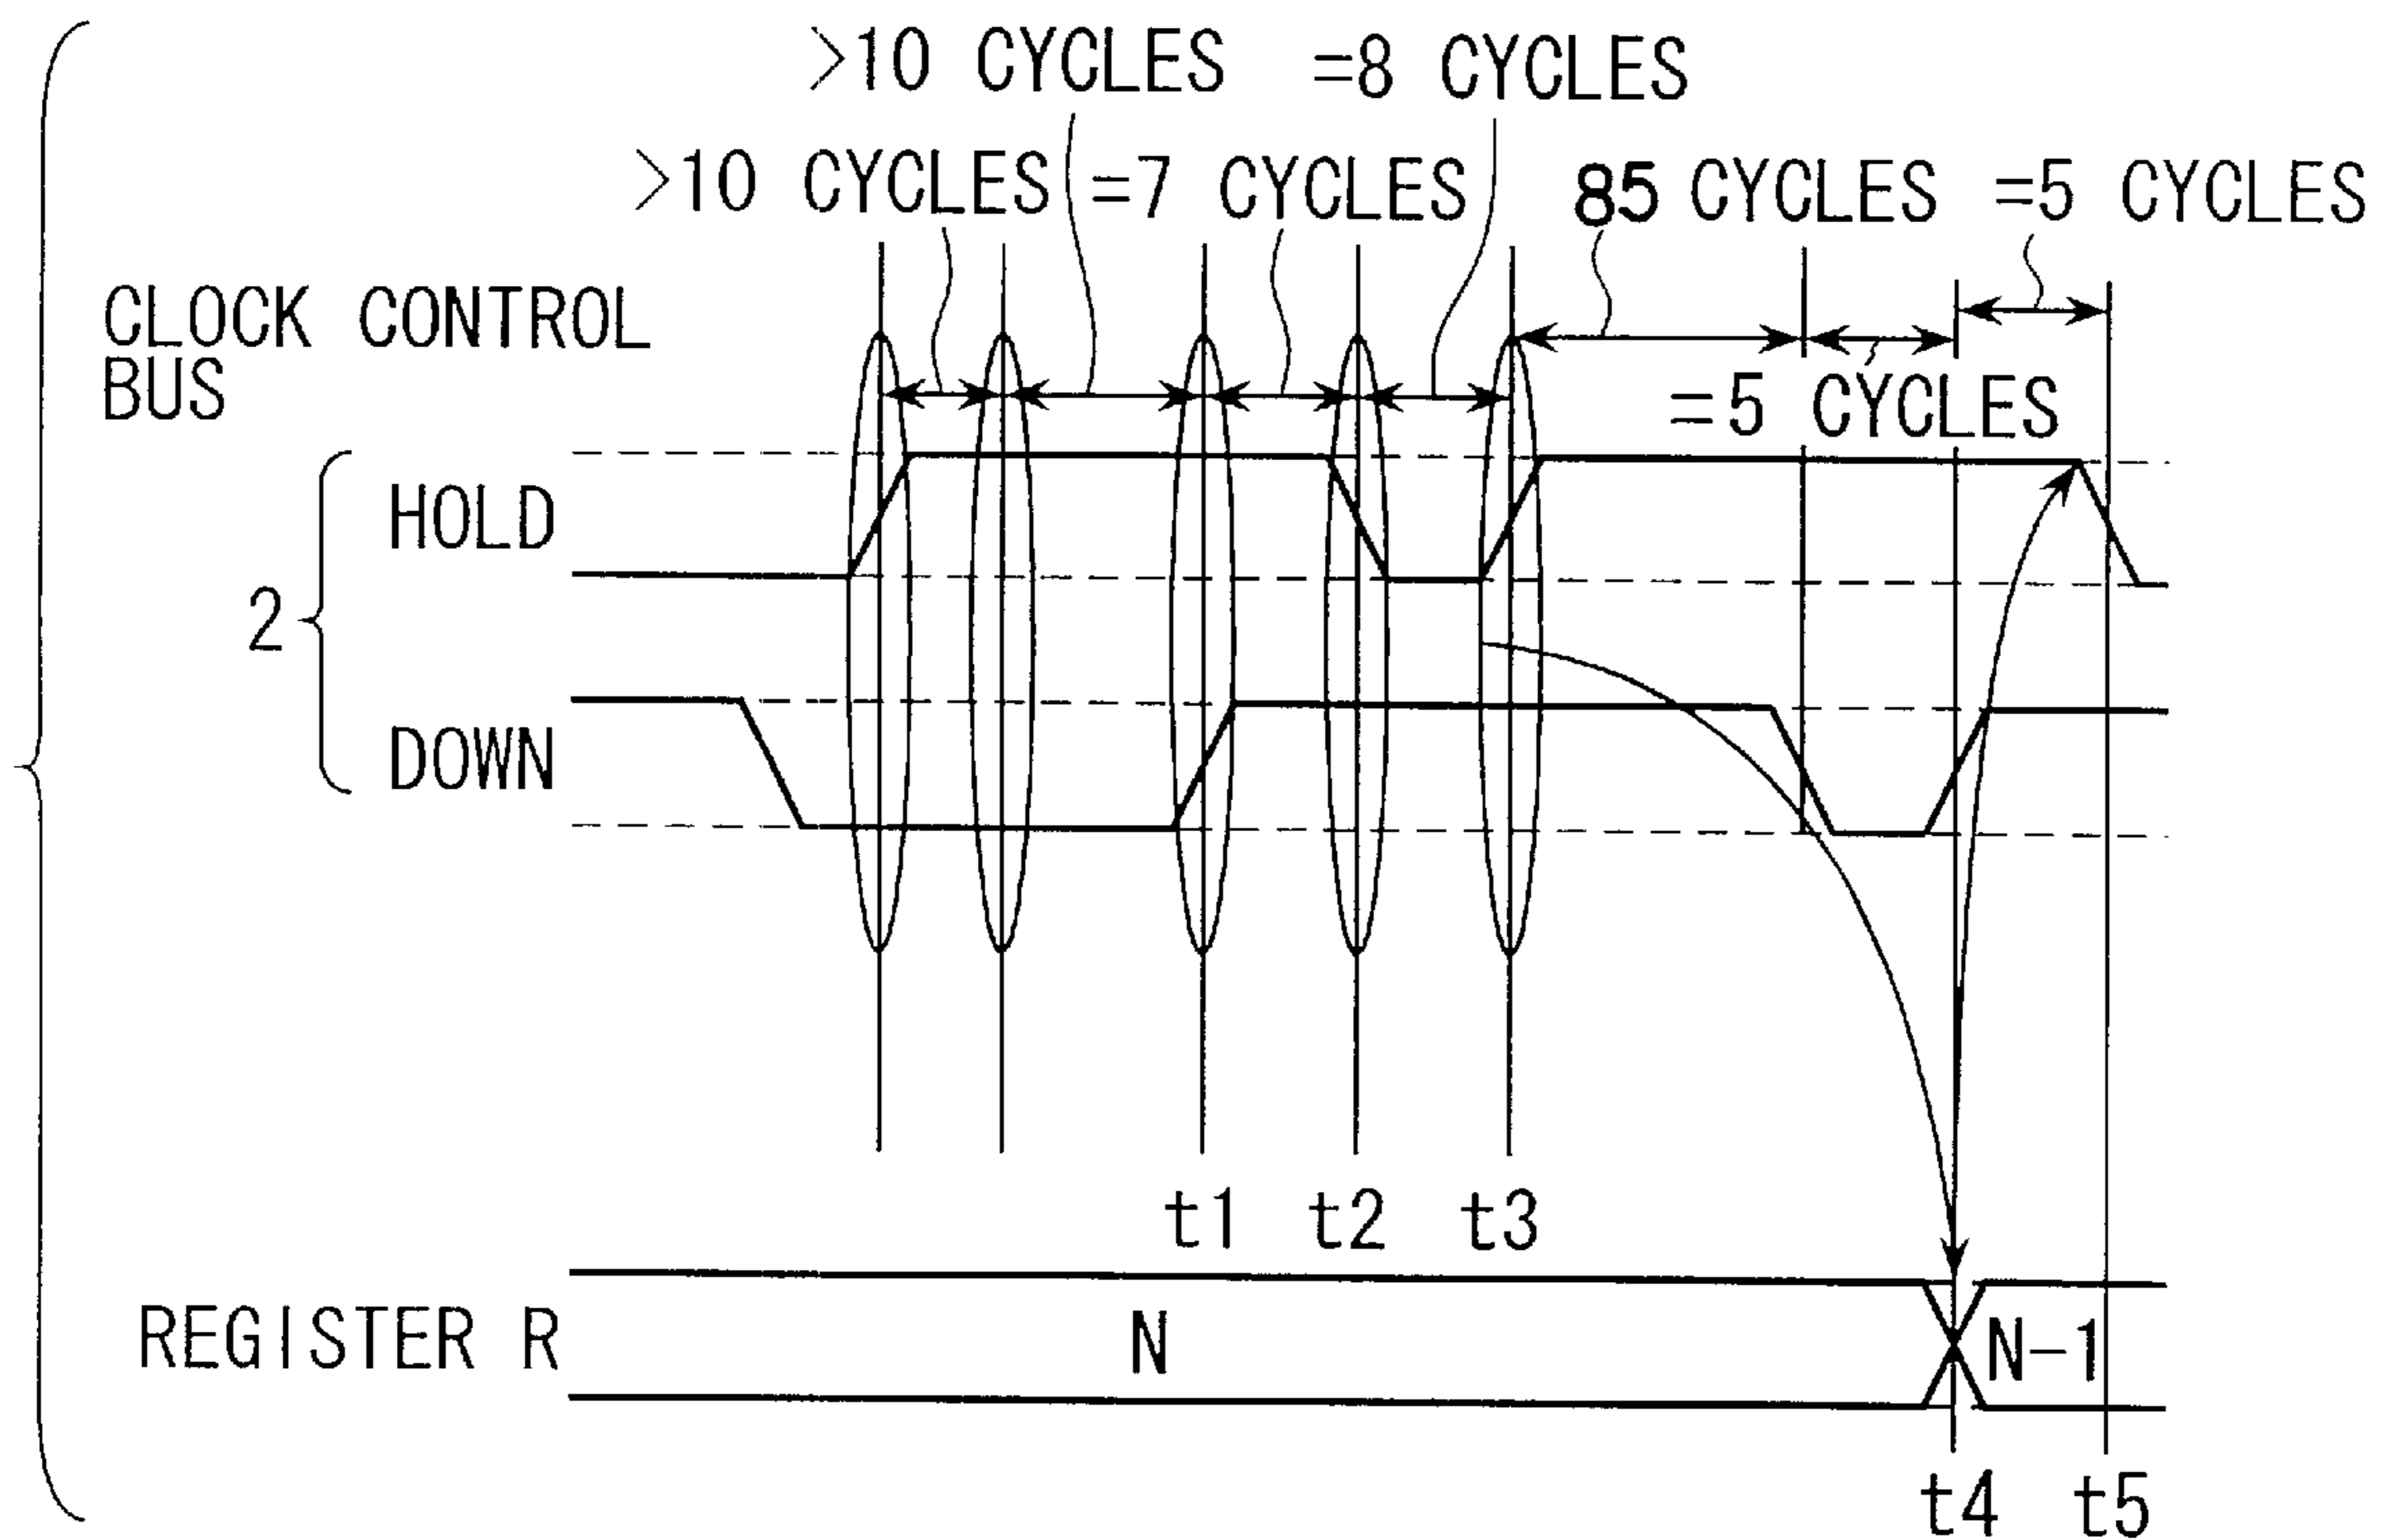 >10 CYCLES =8 CYCLES
>10 CYCLES =7 CYCLES 85 CYCLES =5 CYCLES
CLOCK CONTROL
BUS
=5 CYCLES
HOLD
2
DOWN
t1 t2 t3
REGISTER R N N-1
t4 t5